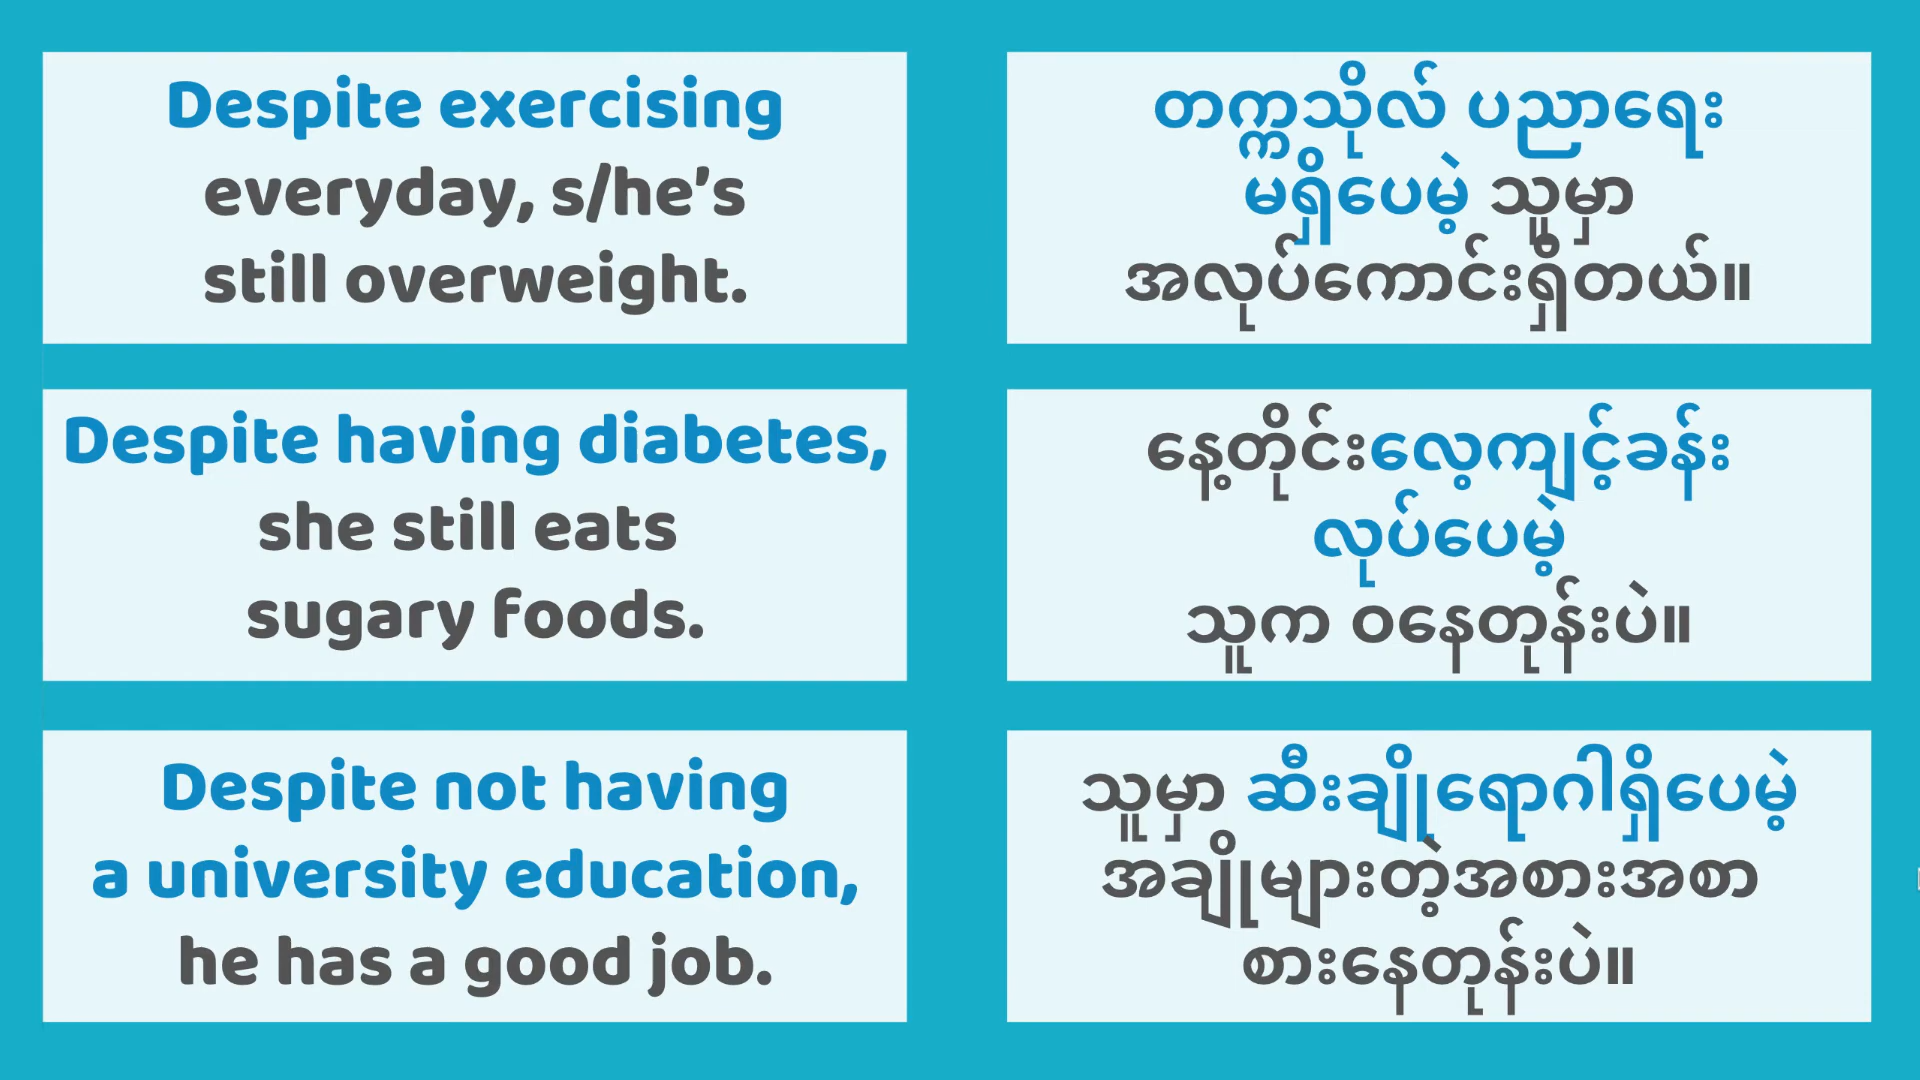 Despite exercising
everyday, s/he's
still overweight.
တက္ကသိုလ် ပညာရေး
မရှိပေမဲ့ သူမှာ
အလုပ်ကောင်းရှိတယ်။
Despite having diabetes,
she still eats
sugary foods.
နေ့တိုင်းလေ့ကျင့်ခန်း
လုပ်ပေမဲ့
သူက ဝနေတုန်းပဲ။
Despite not having
a university education,
he has a good job.
သူမှာ ဆီးချိုရောဂါရှိပေမဲ့
အချိုများတဲ့အစားအစာ
စားနေတုန်းပဲ။